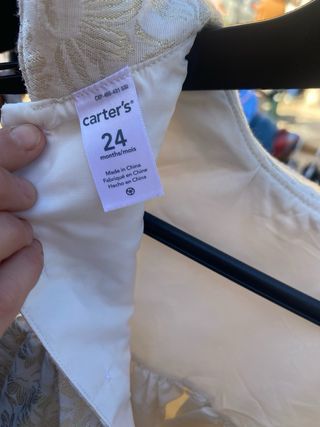 carter's®
24
months/mois
Made in China
Fabriqué en Chine
Hecho en China